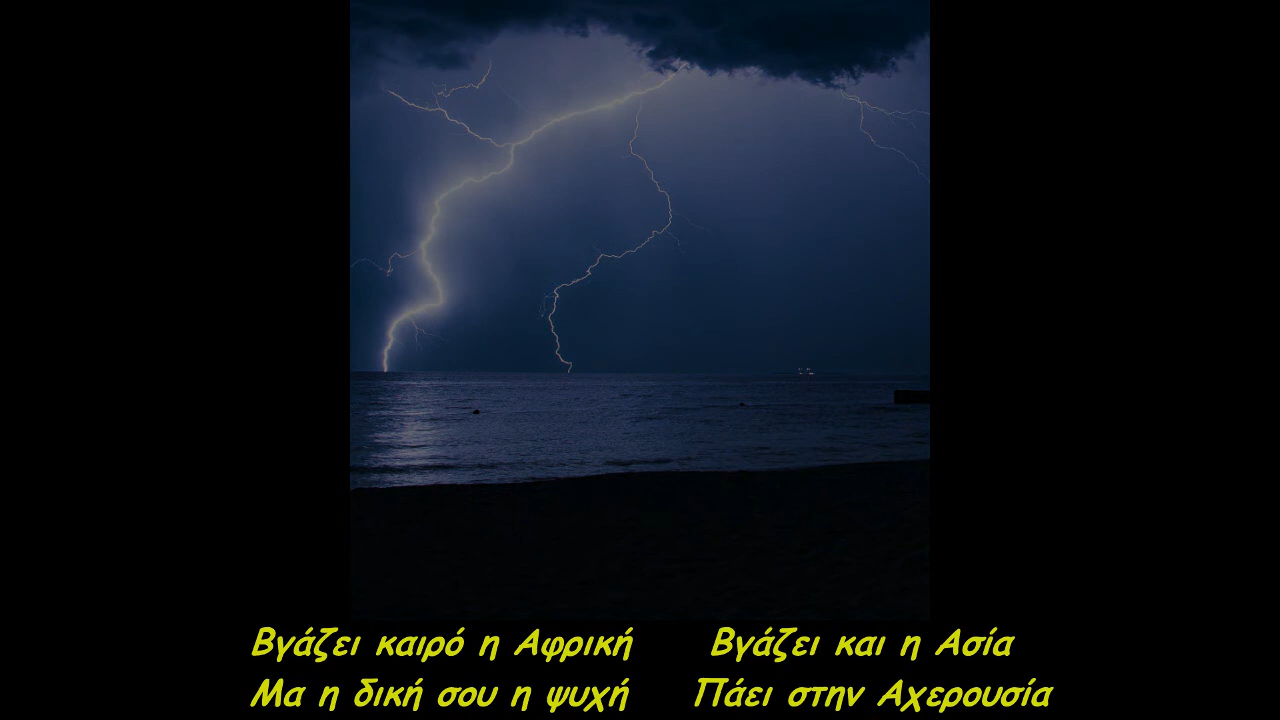 Βγάζει καιρό η Αφρική Βγάζει και η Ασία
Μα η δική σου η ψυχή Πάει στην Αχερουσία